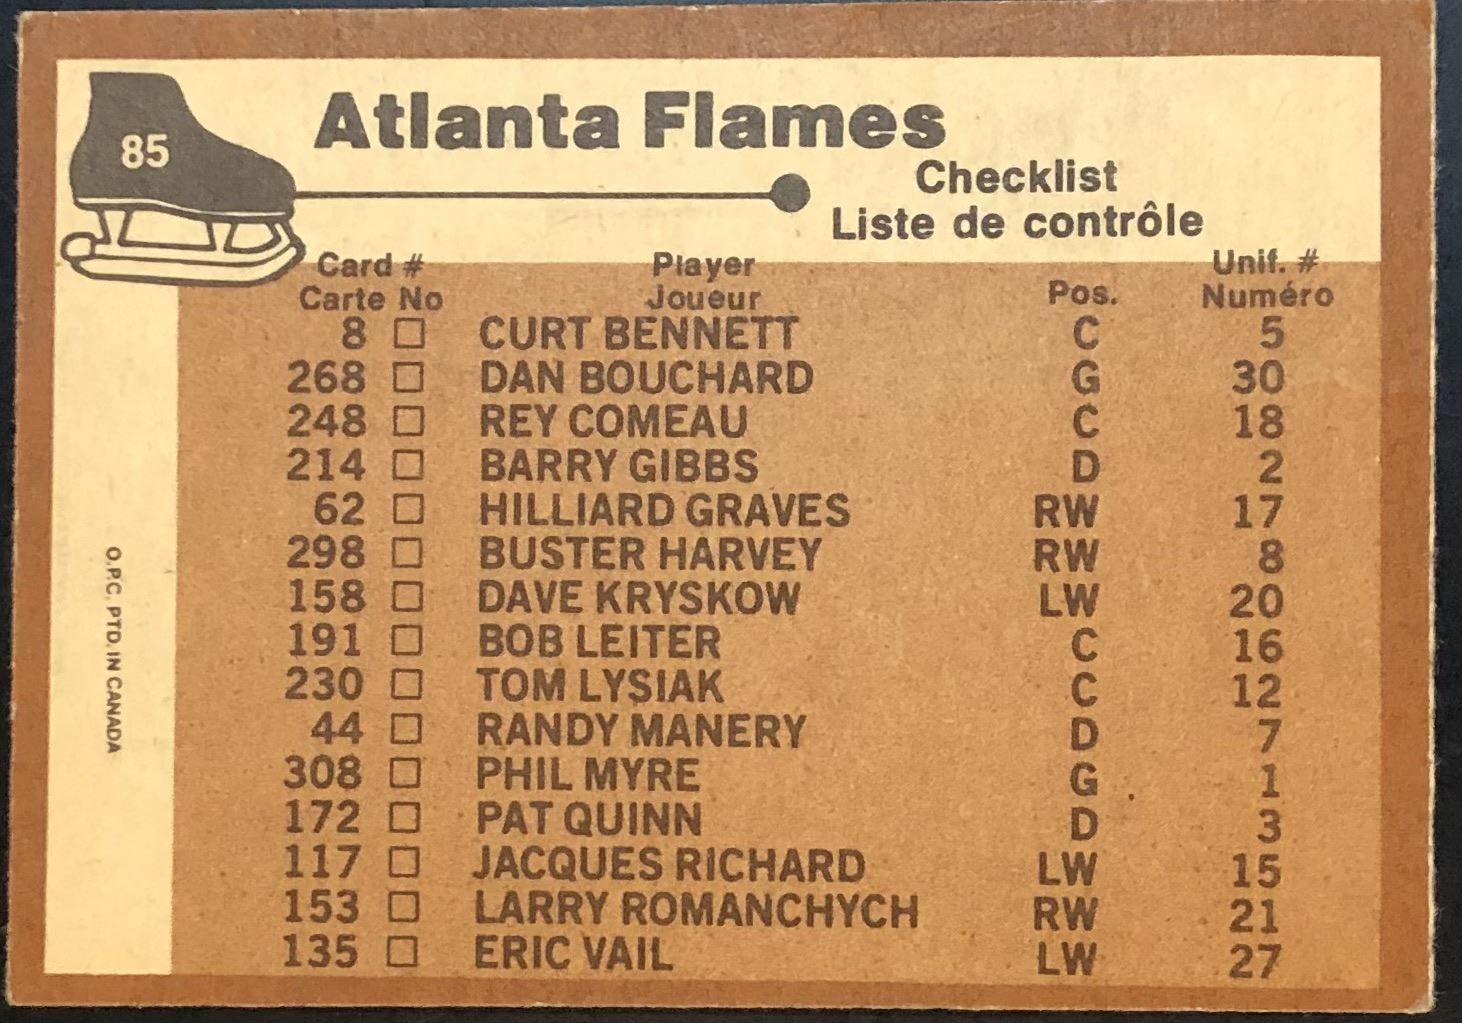 85
Atlanta Flames
Checklist
Liste de contrôle
Card # Player Unif. #
Carte No Joueur Pos. Numéro
8 □ CURT BENNETT C 5
268 □ DAN BOUCHARD G 30
248 □ REY COMEAU C 18
214 □ BARRY GIBBS D 2
62 □ HILLIARD GRAVES RW 17
298 □ BUSTER HARVEY RW 8
158 □ DAVE KRYSKOW LW 20
191 □ BOB LEITER C 16
230 □ TOM LYSIAK C 12
44 □ RANDY MANERY D 7
308 □ PHIL MYRE G 1
172 □ PAT QUINN D 3
117 □ JACQUES RICHARD LW 15
153 □ LARRY ROMANCHYCH RW 21
135 □ ERIC VAIL LW 27
O.P.C. PTD. IN CANADA